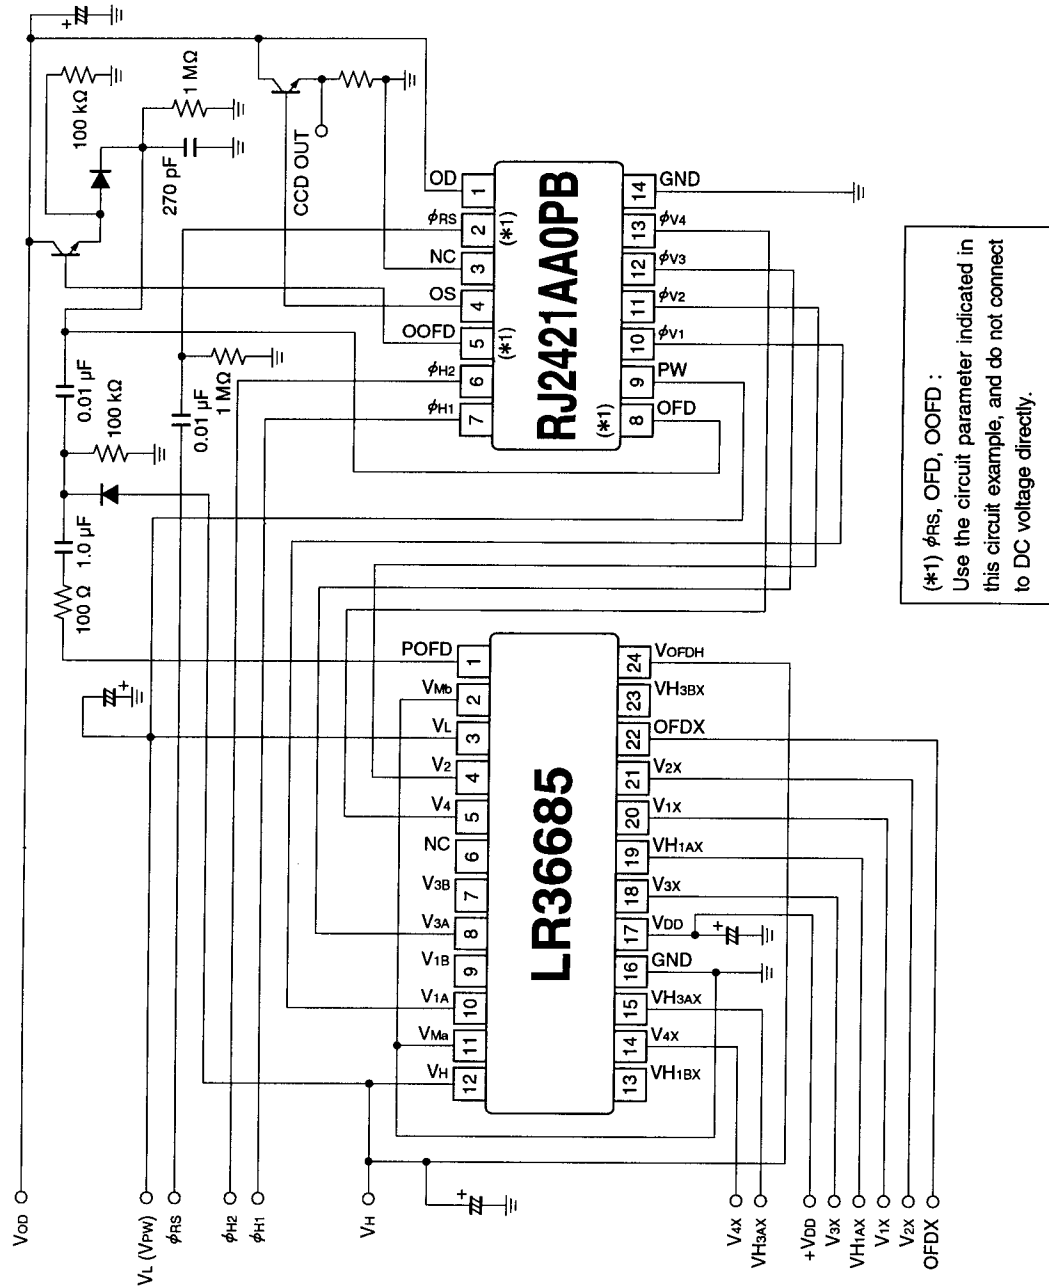 VOD
VL (VPW)
ϕRS
ϕH2
ϕH1
VH
V4X
VH3AX
+VDD
V3X
VH1AX
V1X
V2X
OFDX
+
100 kΩ
1 MΩ
270 pF
CCD OUT
0.01 µF
100 kΩ
0.01 µF
1 MΩ
1.0 µF
100 Ω
+
+
+
RJ2421AA0PB
OD 1
ϕRS 2 (*1)
NC 3
OS 4
OOFD 5 (*1)
ϕH2 6
ϕH1 7
OFD 8 (*1)
PW 9
ϕV1 10
ϕV2 11
ϕV3 12
ϕV4 13
GND 14
LR36685
POFD 1
VMb 2
VL 3
V2 4
V4 5
NC 6
V3B 7
V3A 8
V1B 9
V1A 10
VMa 11
VH 12
VH1BX 13
V4X 14
VH3AX 15
GND 16
VDD 17
V3X 18
VH1AX 19
V1X 20
V2X 21
OFDX 22
VH3BX 23
VOFDH 24
(*1) ϕRS, OFD, OOFD :
Use the circuit parameter indicated in
this circuit example, and do not connect
to DC voltage directly.